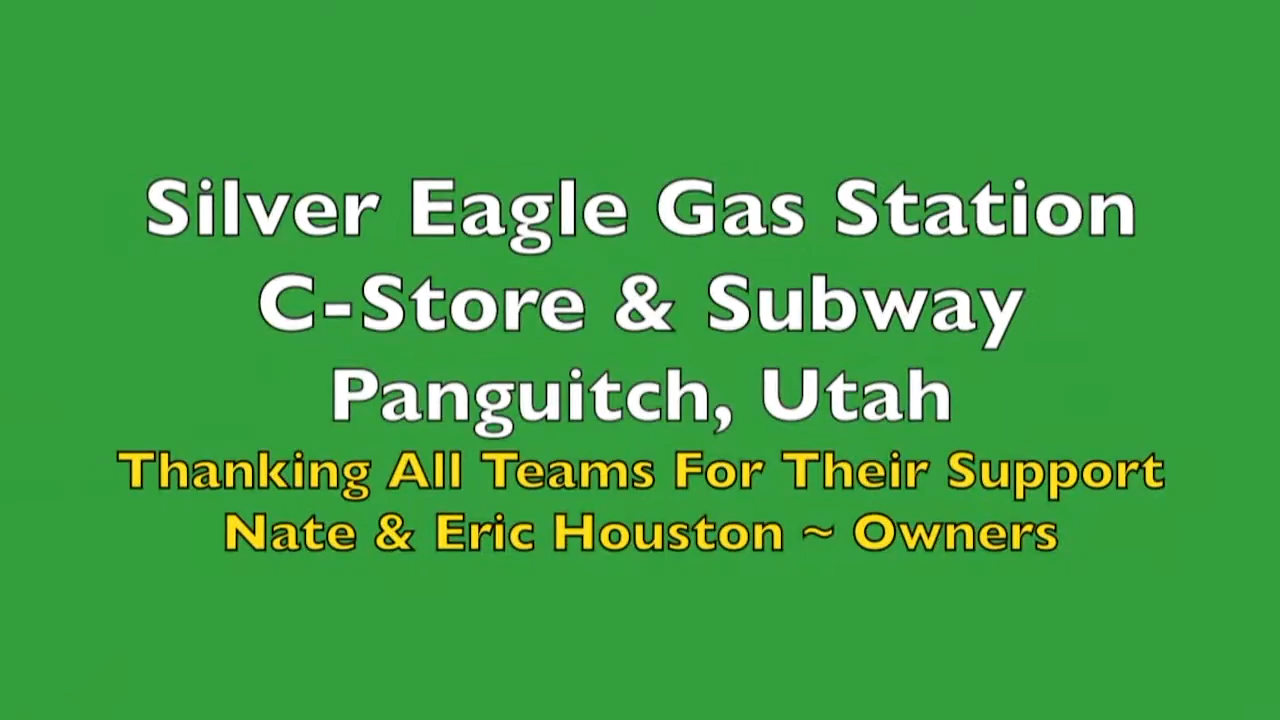 Silver Eagle Gas Station
C-Store & Subway
Panguitch, Utah
Thanking All Teams For Their Support
Nate & Eric Houston ~ Owners